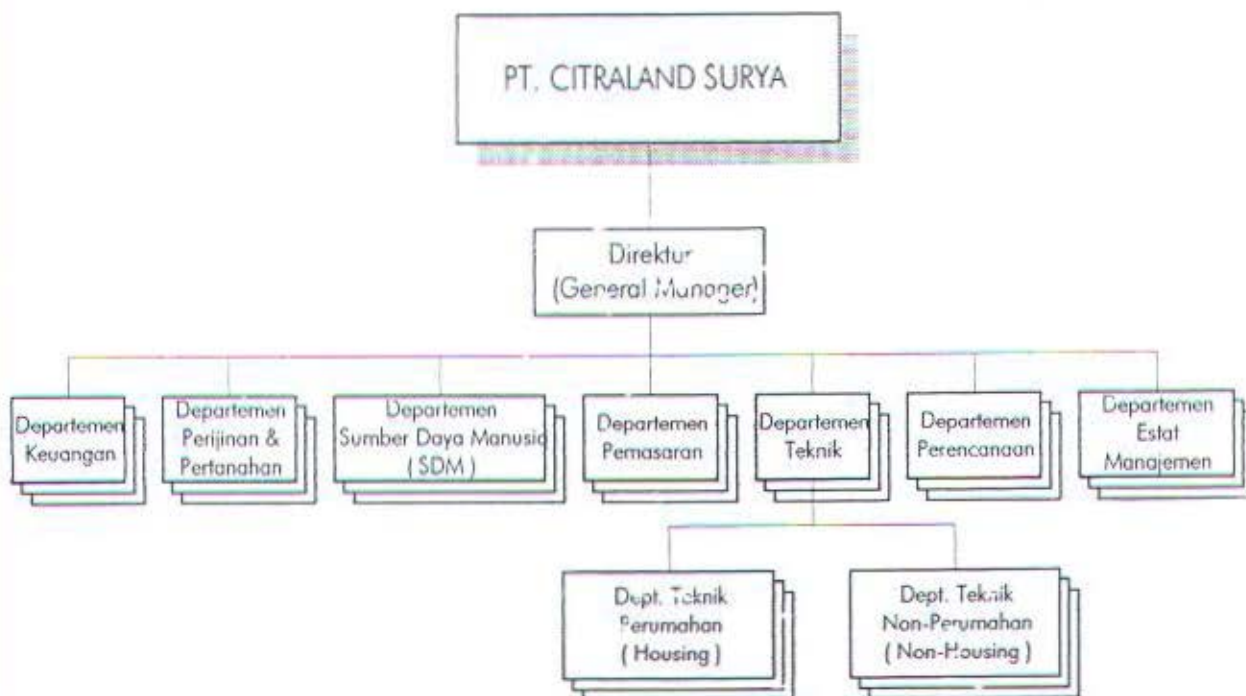 PT. CITRALAND SURYA
Direktur
(General Manager)
Departemen
Keuangan
Departemen
Perijinan &
Pertanahan
Departemen
Sumber Daya Manusia
( SDM )
Departemen
Pemasaran
Departemen
Teknik
Departemen
Perencanaan
Departemen
Estat
Manajemen
Dept. Teknik
Perumahan
( Housing )
Dept. Teknik
Non-Perumahan
( Non-Housing )